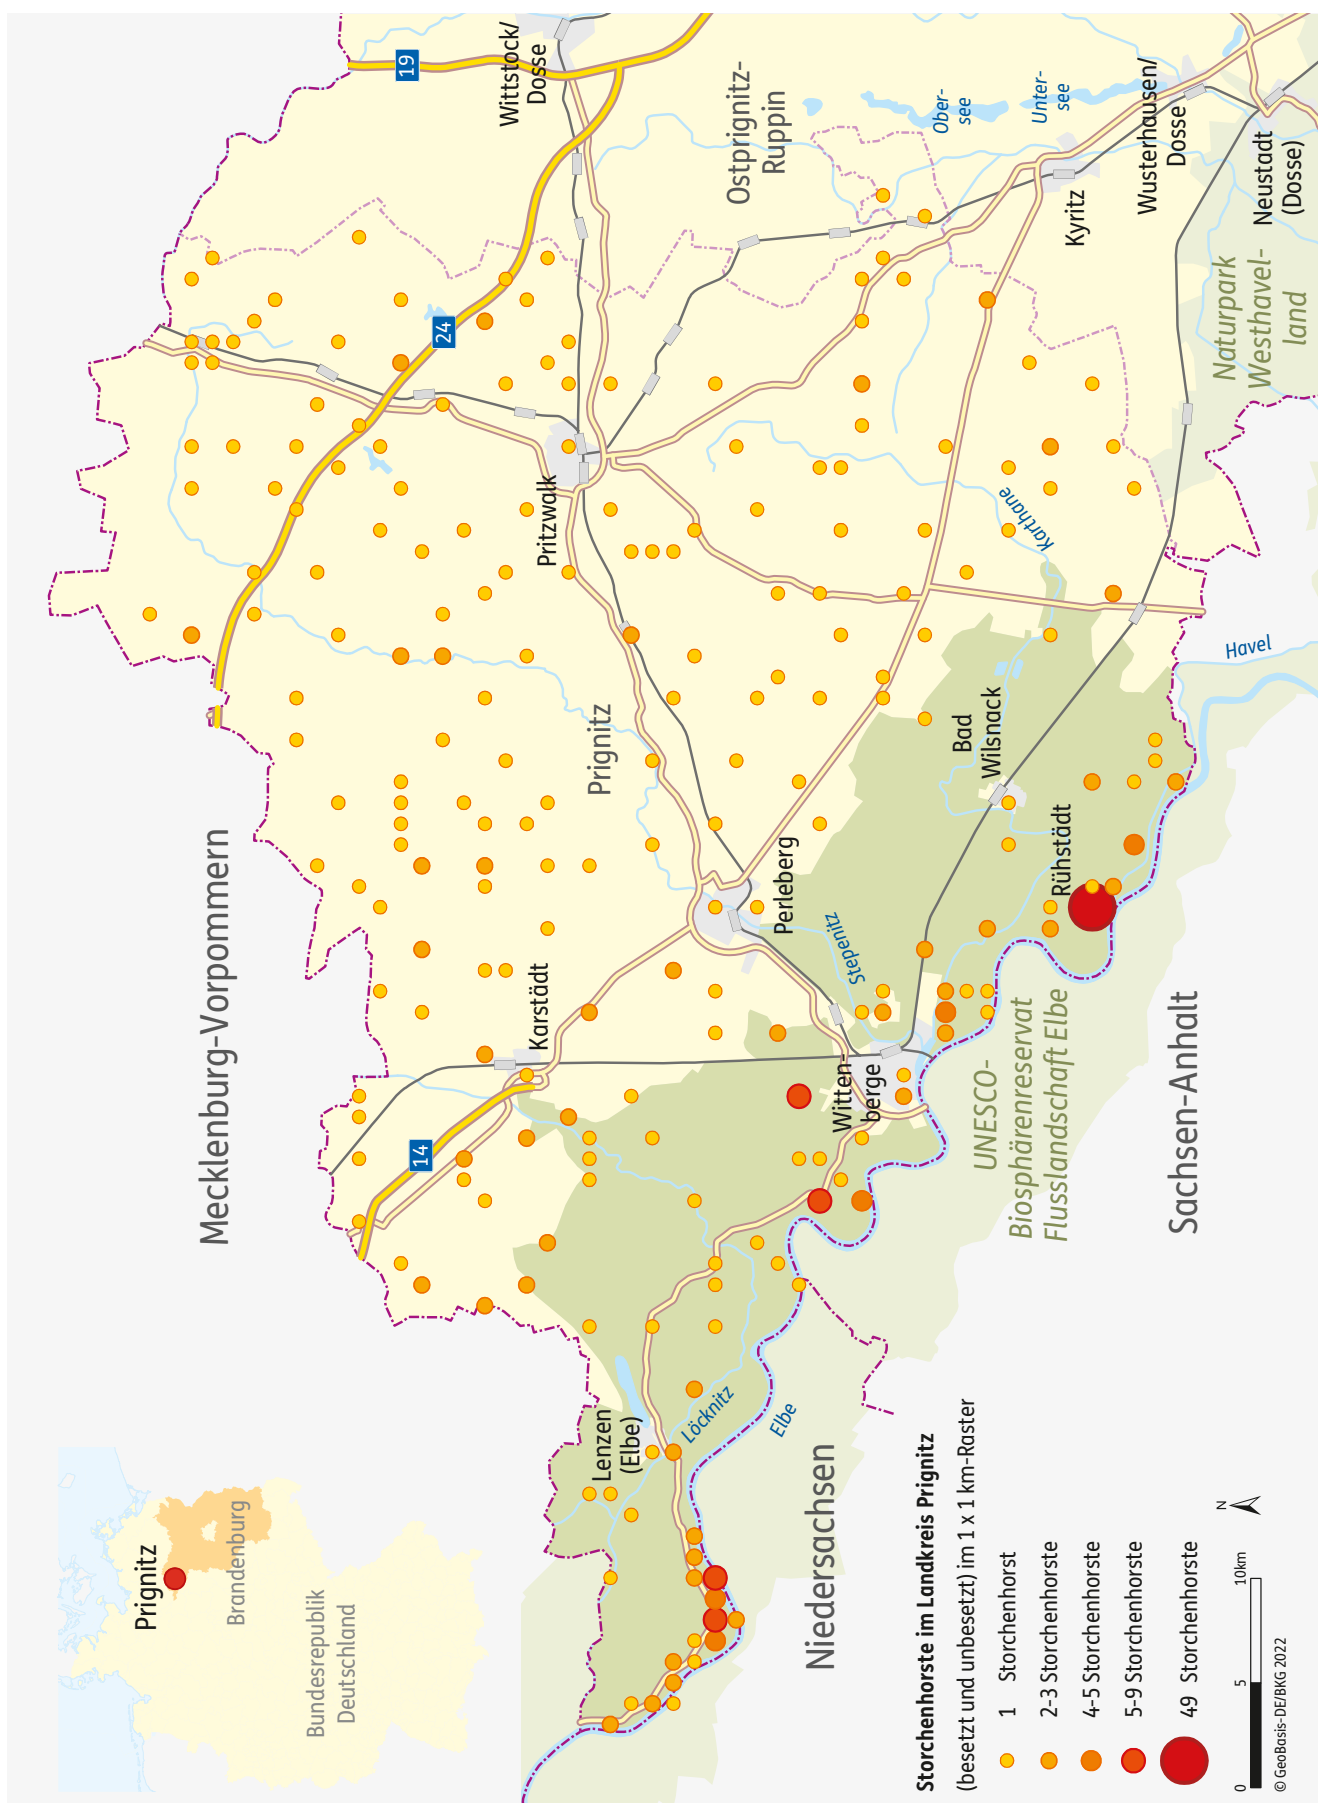 Prignitz
Brandenburg
Bundesrepublik
Deutschland
Mecklenburg-Vorpommern
19
24
14
Wittstock/
Dosse
Ostprignitz-
Ruppin
Ober-
see
Unter-
see
Wusterhausen/
Dosse
Kyritz
Neustadt
(Dosse)
Naturpark
Westhavel-
land
Pritzwalk
Karthane
Havel
Prignitz
Bad
Wilsnack
Perleberg
Stepenitz
Rühstädt
Karstädt
Witten-
berge
UNESCO-
Biosphärenreservat
Flusslandschaft Elbe
Sachsen-Anhalt
Lenzen
(Elbe)
Löcknitz
Elbe
Niedersachsen
Storchenhorste im Landkreis Prignitz
(besetzt und unbesetzt) im 1 x 1 km-Raster
1 Storchenhorst
2-3 Storchenhorste
4-5 Storchenhorste
5-9 Storchenhorste
49 Storchenhorste
N
0 5 10km
© GeoBasis-DE/BKG 2022